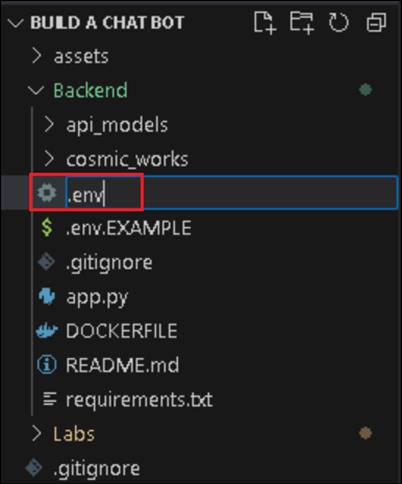 BUILD A CHAT BOT
assets
Backend
api_models
cosmic_works
.env
.env.EXAMPLE
.gitignore
app.py
DOCKERFILE
README.md
requirements.txt
Labs
.gitignore